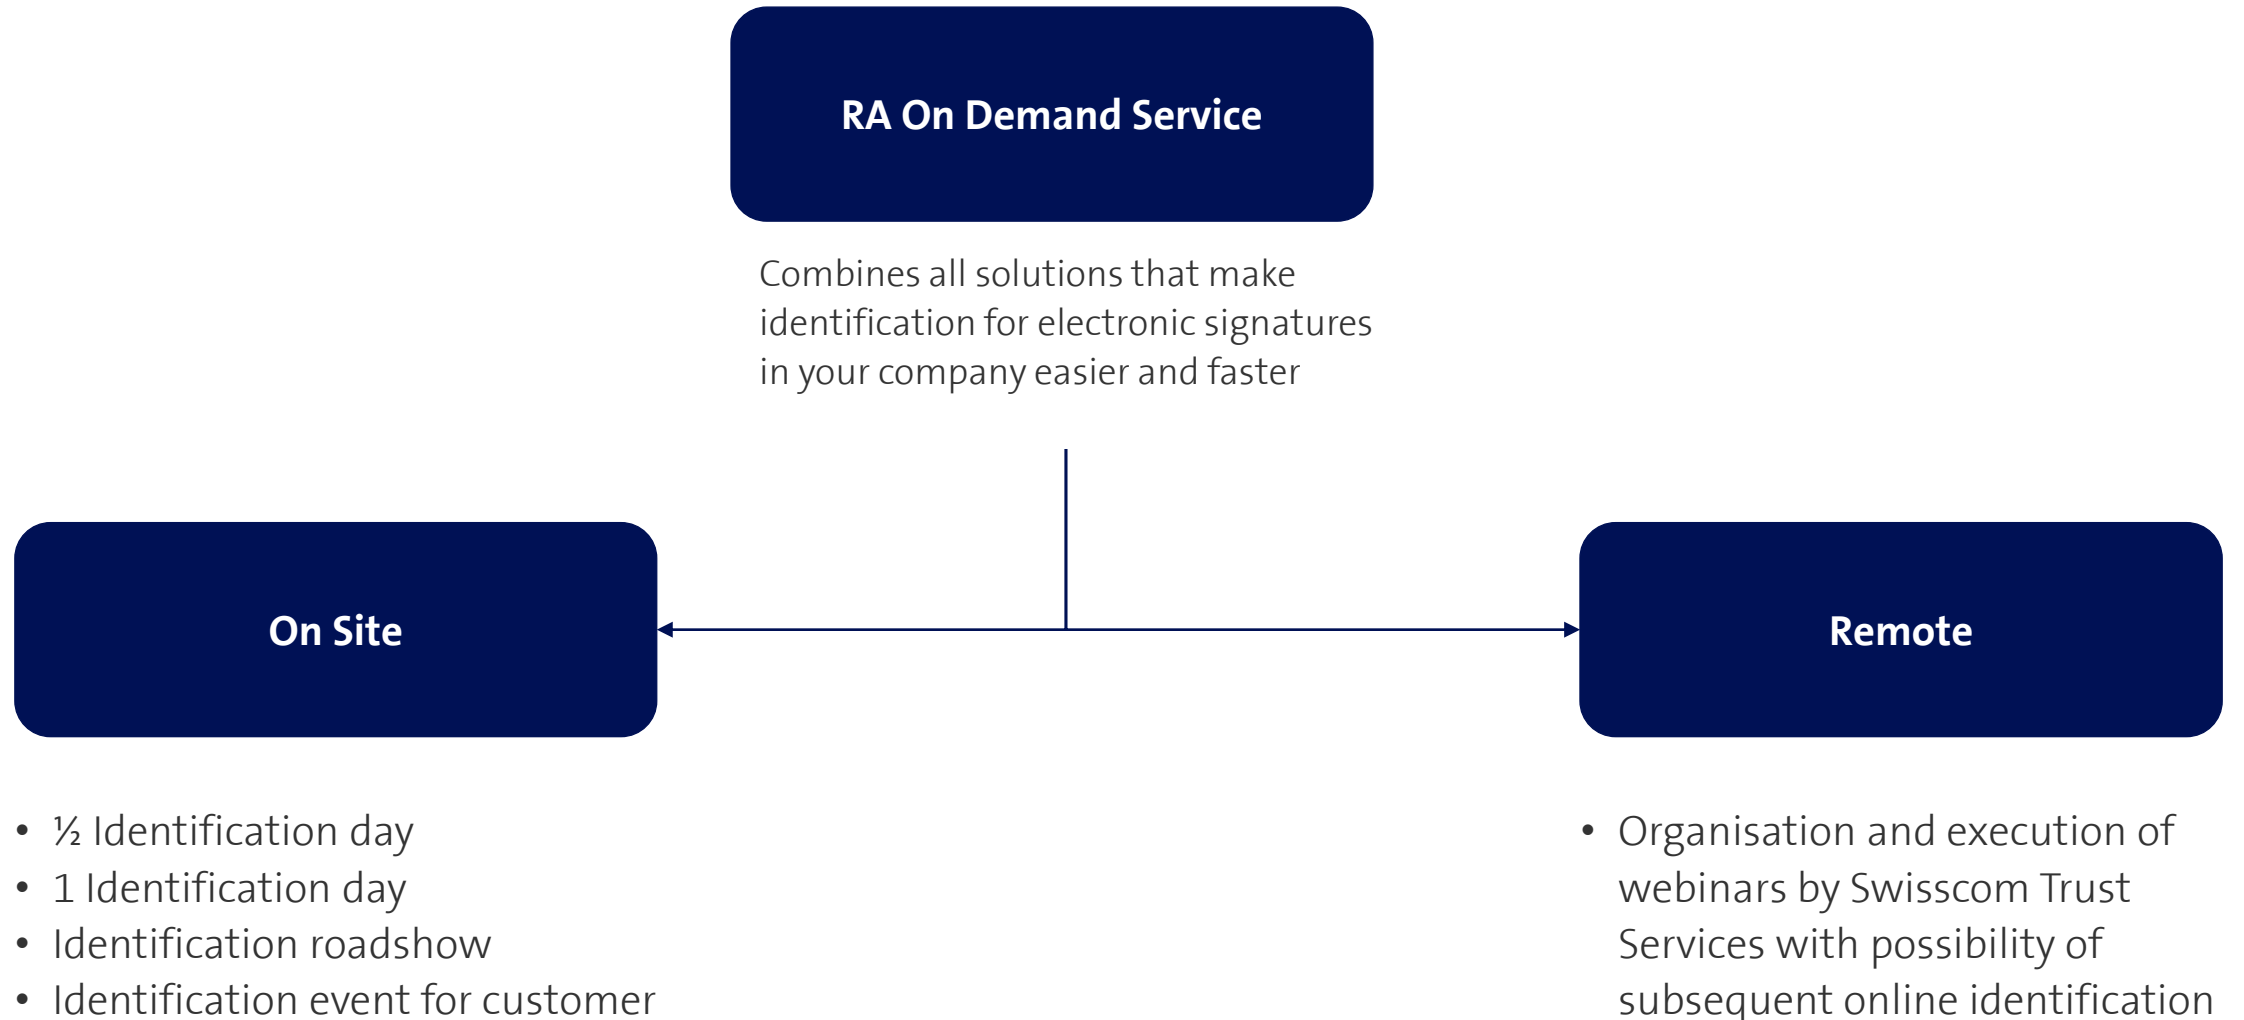 RA On Demand Service
Combines all solutions that make
identification for electronic signatures
in your company easier and faster
On Site
Remote
• ½ Identification day
• 1 Identification day
• Identification roadshow
• Identification event for customer
• Organisation and execution of
webinars by Swisscom Trust
Services with possibility of
subsequent online identification